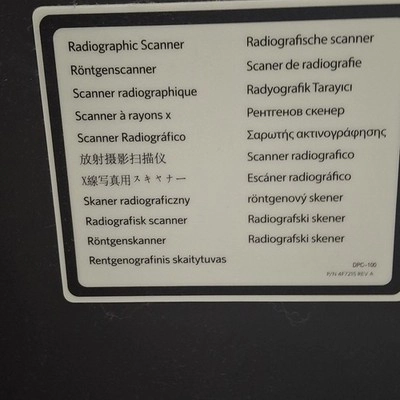 Radiographic Scanner
Röntgenscanner
Scanner radiographique
Scanner à rayons x
Scanner Radiográfico
放射摄影扫描仪
X線写真用スキャナー
Skaner radiograficzny
Radiografisk scanner
Röntgenskanner
Rentgenografinis skaitytuvas
Radiografische scanner
Scaner de radiografie
Radyografik Tarayıcı
Рентгенов скенер
Σαρωτής ακτινογράφησης
Scanner radiografico
Escáner radiográfico
röntgenový skener
Radiografski skener
Radiografski skener
DPC-100
P/N 4F7215 REV A